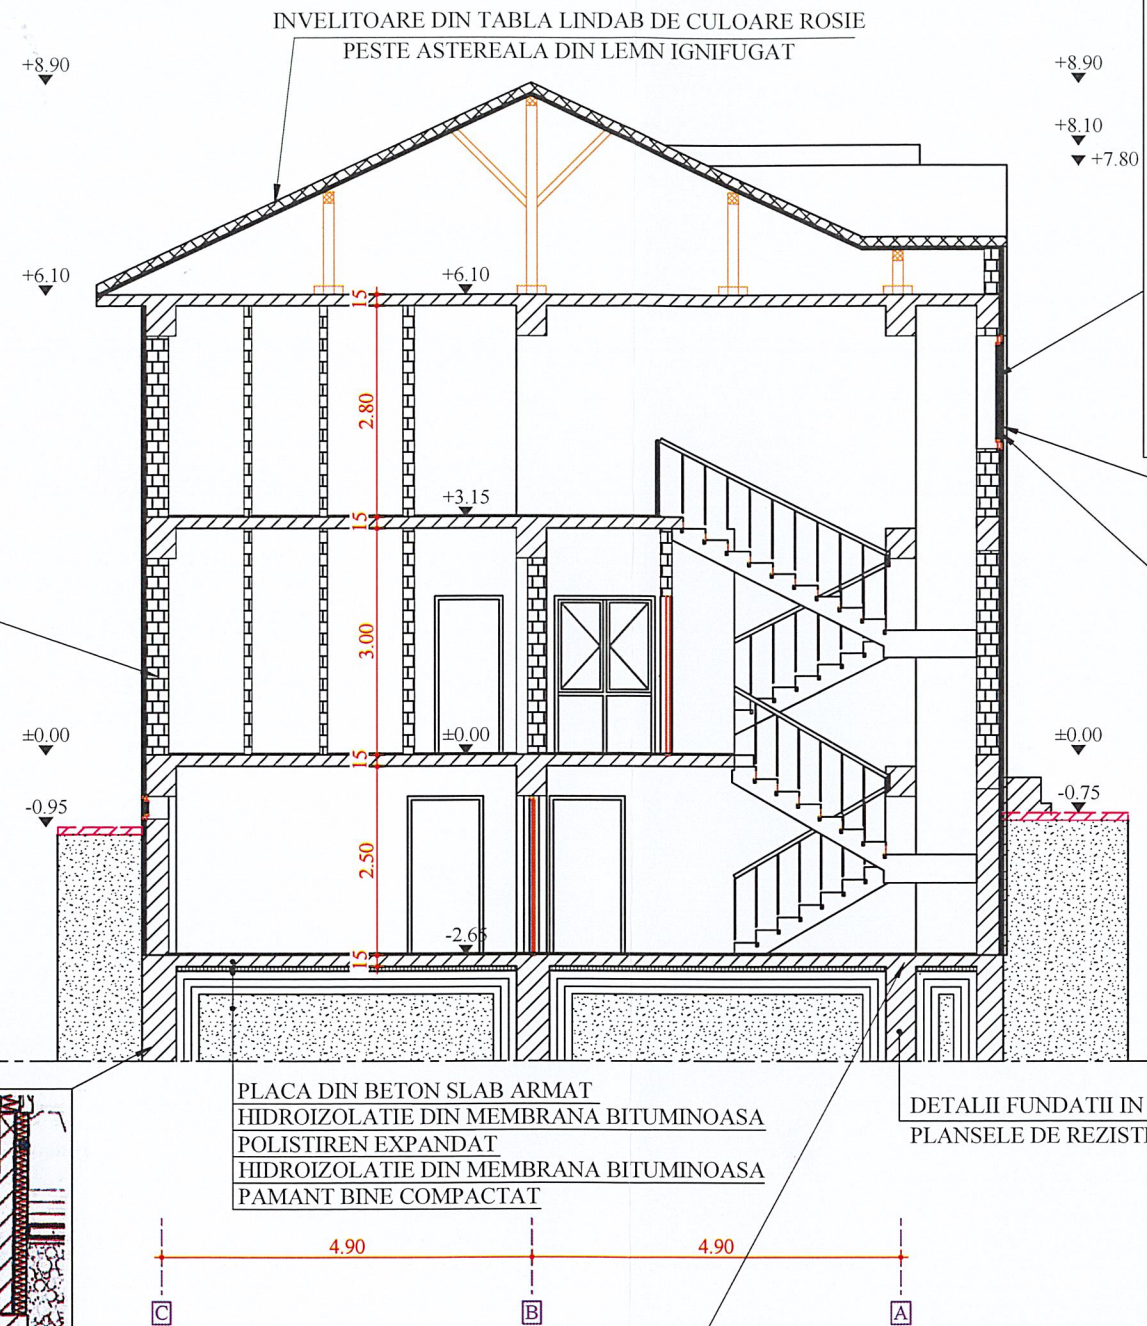 INVELITOARE DIN TABLA LINDAB DE CULOARE ROSIE
PESTE ASTEREALA DIN LEMN IGNIFUGAT
+8.90
+8.90
+8.10
+7.80
+6.10
+6.10
15
2.80
+3.15
15
3.00
±0.00
±0.00
±0.00
15
-0.95
-0.75
2.50
-2.65
15
PLACA DIN BETON SLAB ARMAT
HIDROIZOLATIE DIN MEMBRANA BITUMINOASA
POLISTIREN EXPANDAT
HIDROIZOLATIE DIN MEMBRANA BITUMINOASA
PAMANT BINE COMPACTAT
DETALII FUNDATII IN
PLANSELE DE
4.90
4.90
C
B
A